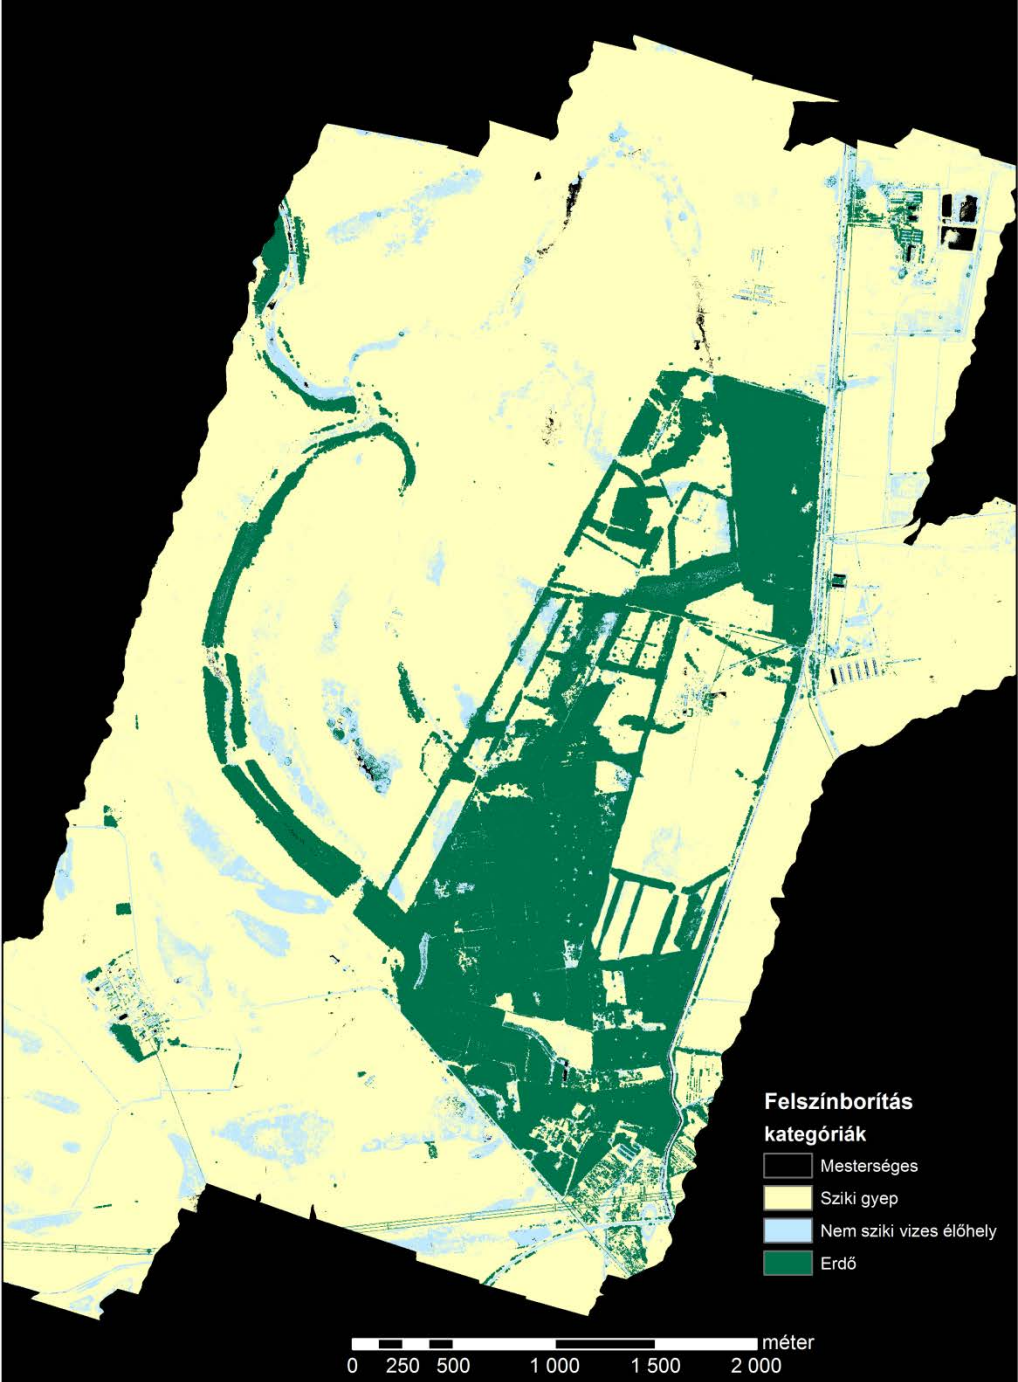 Felszínborítás
kategóriák
Mesterséges
Sziki gyep
Nem sziki vizes élőhely
Erdő
méter
0 250 500 1 000 1 500 2 000